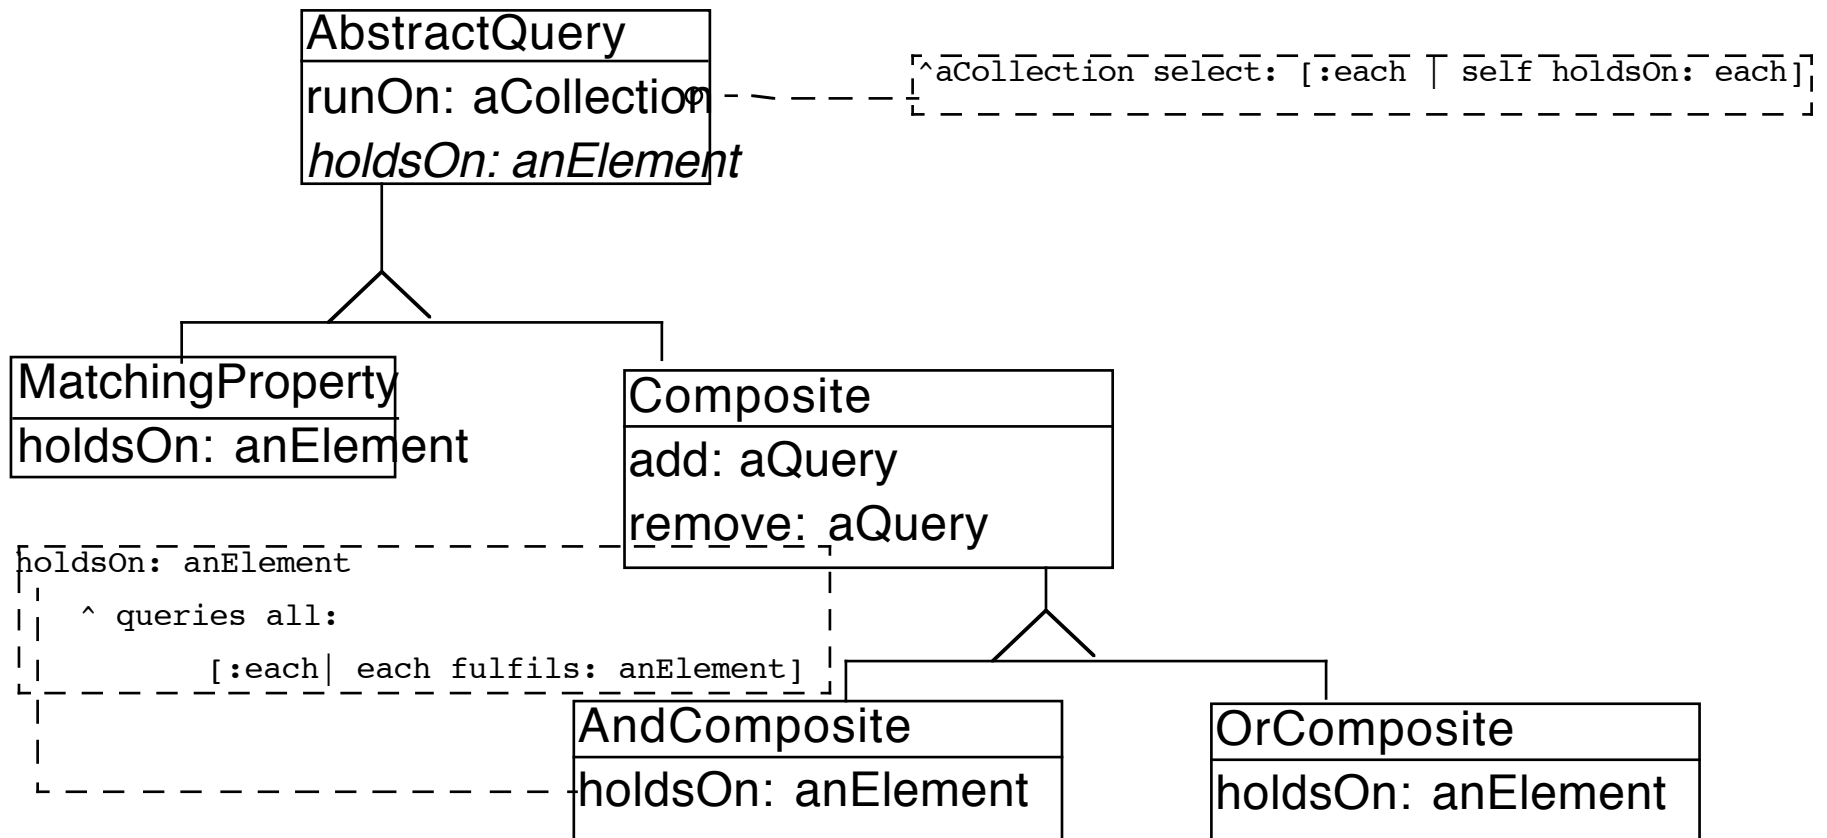 AbstractQuery
runOn: aCollection
holdsOn: anElement
^aCollection select: [:each | self holdsOn: each]
MatchingProperty
holdsOn: anElement
Composite
add: aQuery
remove: aQuery
holdsOn: anElement
^ queries all:
[:each| each fulfils: anElement]
AndComposite
holdsOn: anElement
OrComposite
holdsOn: anElement